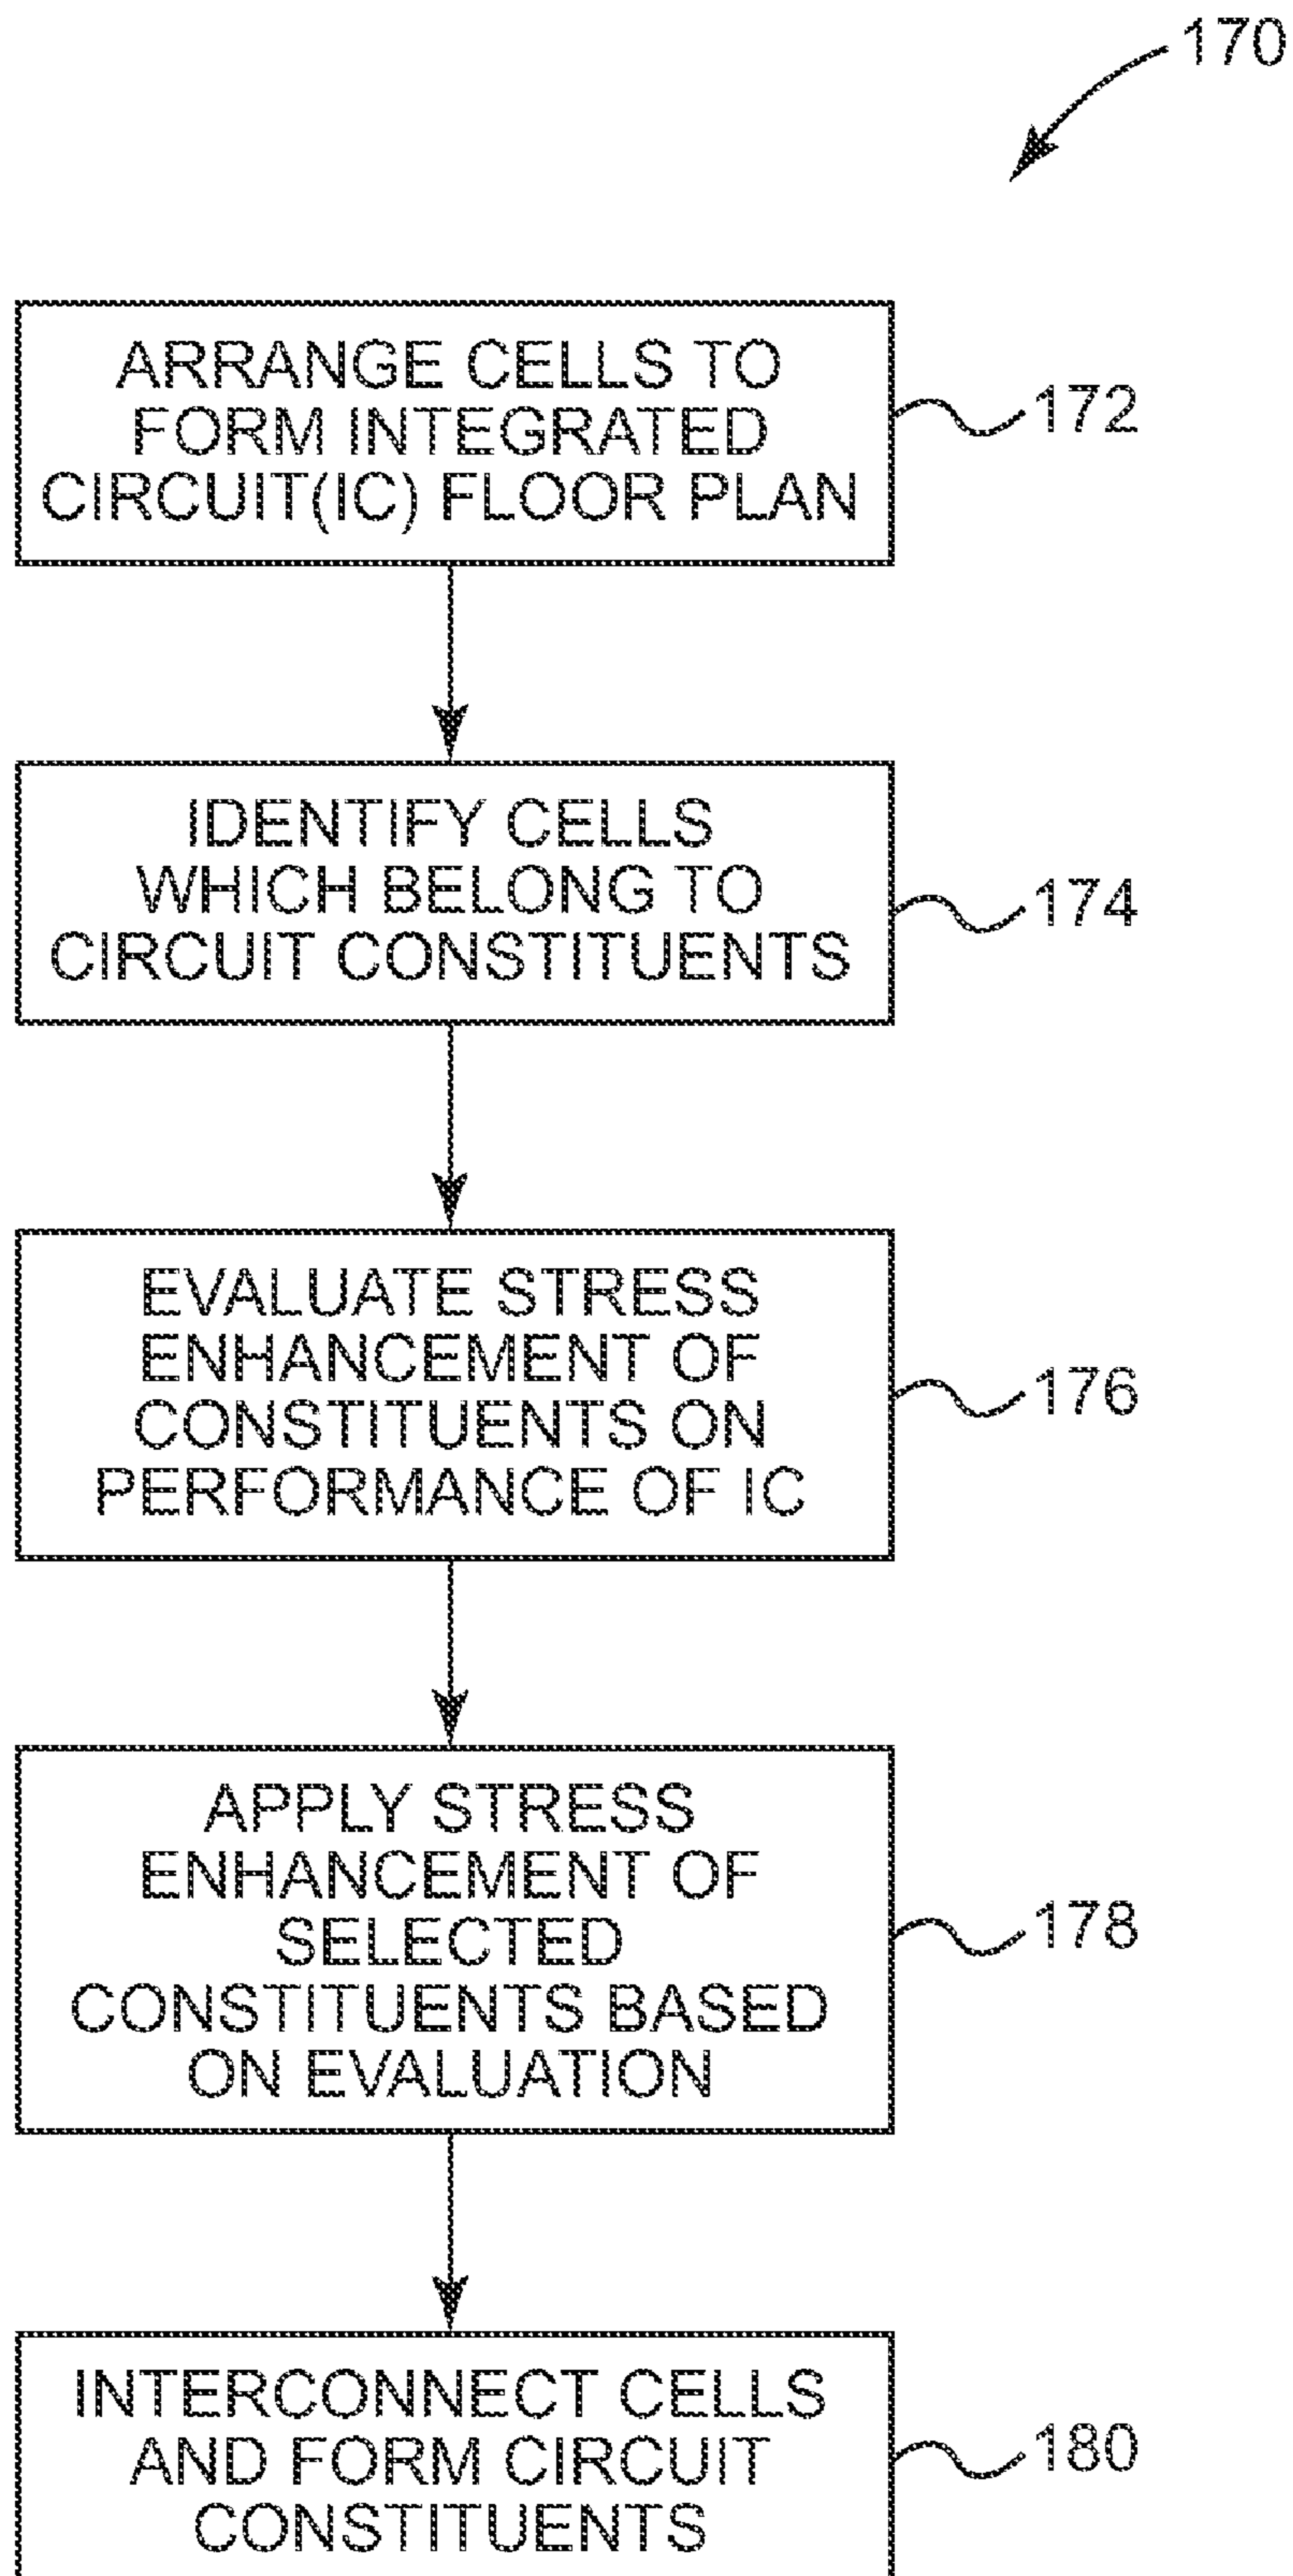 170
ARRANGE CELLS TO
FORM INTEGRATED
CIRCUIT(IC) FLOOR PLAN
172
IDENTIFY CELLS
WHICH BELONG TO
CIRCUIT CONSTITUENTS
174
EVALUATE STRESS
ENHANCEMENT OF
CONSTITUENTS ON
PERFORMANCE OF IC
176
APPLY STRESS
ENHANCEMENT OF
SELECTED
CONSTITUENTS BASED
ON EVALUATION
178
INTERCONNECT CELLS
AND FORM CIRCUIT
CONSTITUENTS
180